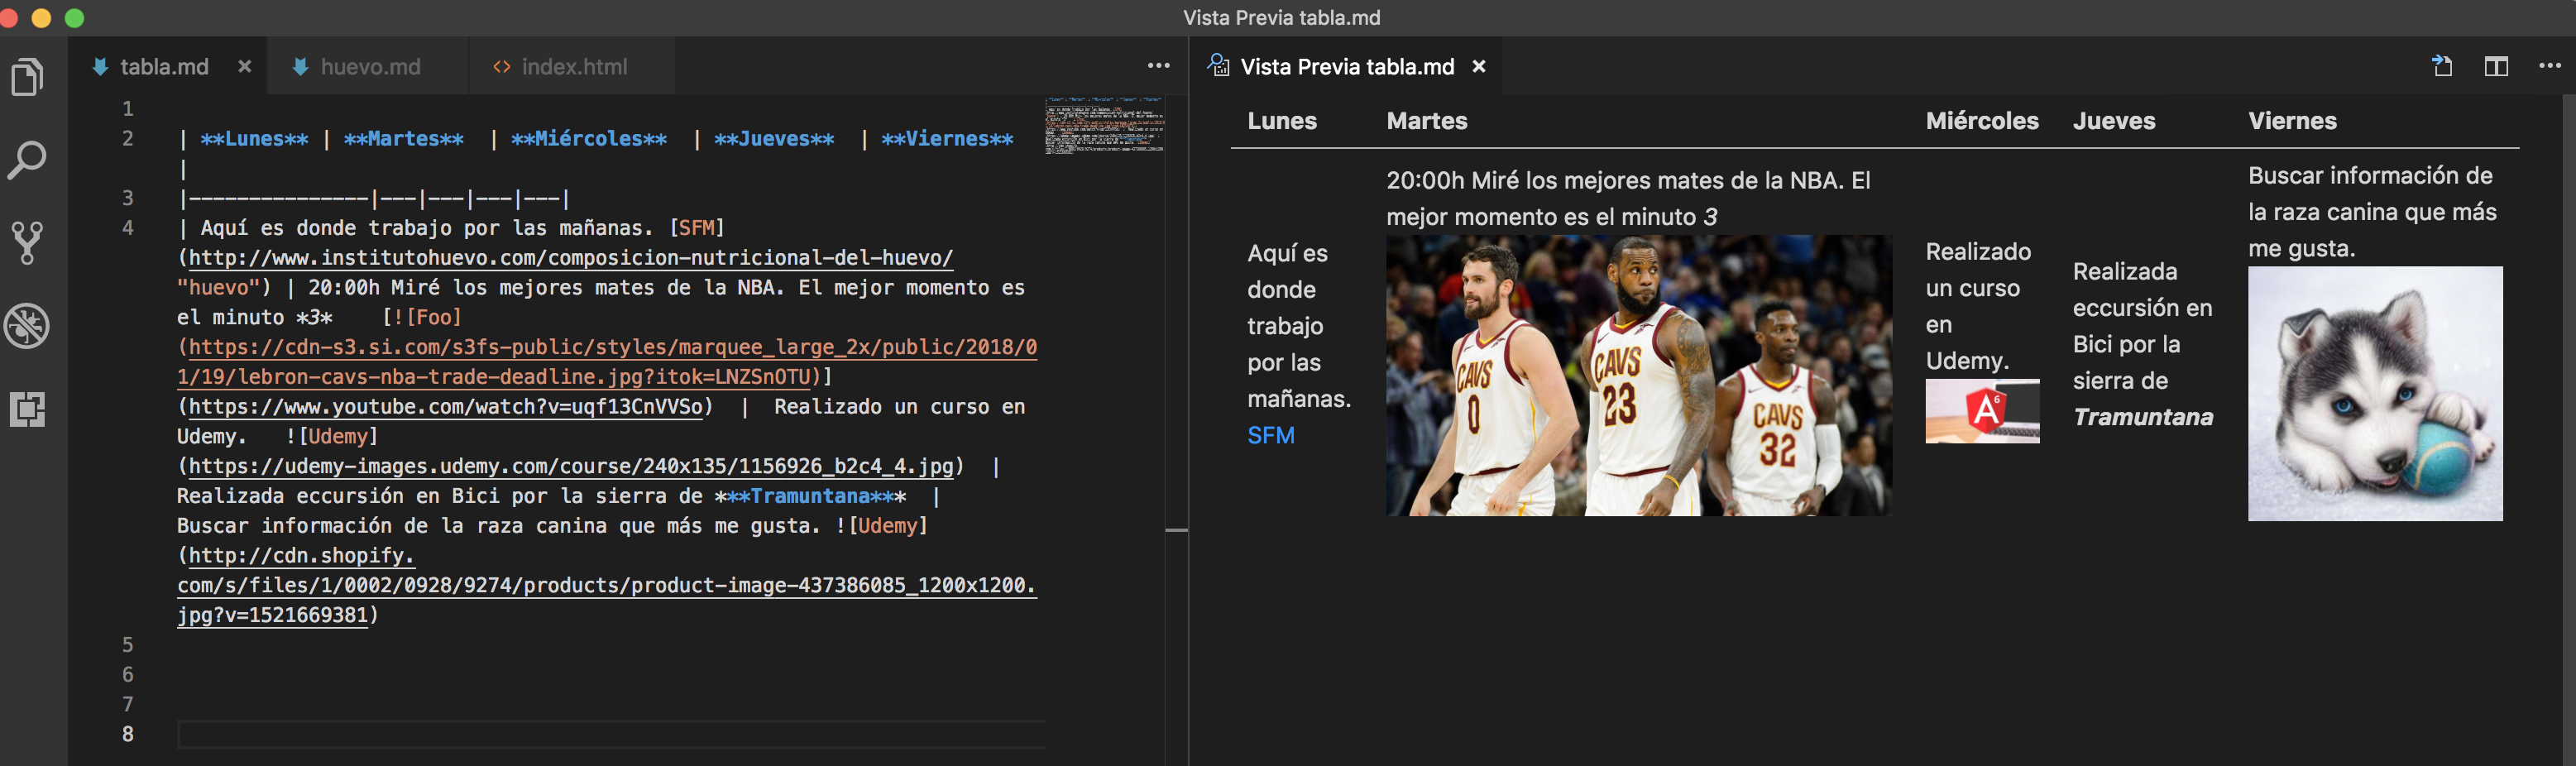 Vista Previa tabla.md
tabla.md
huevo.md
index.html
1
2 | **Lunes** | **Martes**  | **Miércoles**  | **Jueves**  | **Viernes**
|
3 |---------------|---|---|---|---|
4 | Aquí es donde trabajo por las mañanas. [SFM]
(http://www.institutohuevo.com/composicion-nutricional-del-huevo/
"huevo") | 20:00h Miré los mejores mates de la NBA. El mejor momento es
el minuto *3*    [![Foo]
(https://cdn-s3.si.com/s3fs-public/styles/marquee_large_2x/public/2018/0
1/19/lebron-cavs-nba-trade-deadline.jpg?itok=LNZSnOTU)]
(https://www.youtube.com/watch?v=uqf13CnVVSo)  |  Realizado un curso en
Udemy.   ![Udemy]
(https://udemy-images.udemy.com/course/240x135/1156926_b2c4_4.jpg)  |
Realizada eccursión en Bici por la sierra de ***Tramuntana***  |
Buscar información de la raza canina que más me gusta. ![Udemy]
(http://cdn.shopify.
com/s/files/1/0002/0928/9274/products/product-image-437386085_1200x1200.
jpg?v=1521669381)
5
6
7
8
Vista Previa tabla.md
Lunes
Martes
Miércoles
Jueves
Viernes
Aquí es
donde
trabajo
por las
mañanas.
SFM
20:00h Miré los mejores mates de la NBA. El
mejor momento es el minuto 3
CAVS
0
CAVS
23
CAVS
32
Realizado
un curso
en
Udemy.
A
6
Realizada
eccursión en
Bici por la
sierra de
Tramuntana
Buscar información de
la raza canina que más
me gusta.